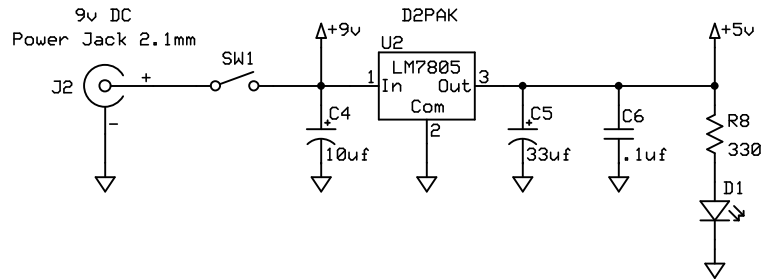 9v DC
Power Jack 2.1mm
D2PAK
+9v
+5v
SW1
U2
LM7805
J2
+
1
In
Out
3
Com
-
2
+
C4
10uf
+
C5
33uf
C6
.1uf
R8
330
D1